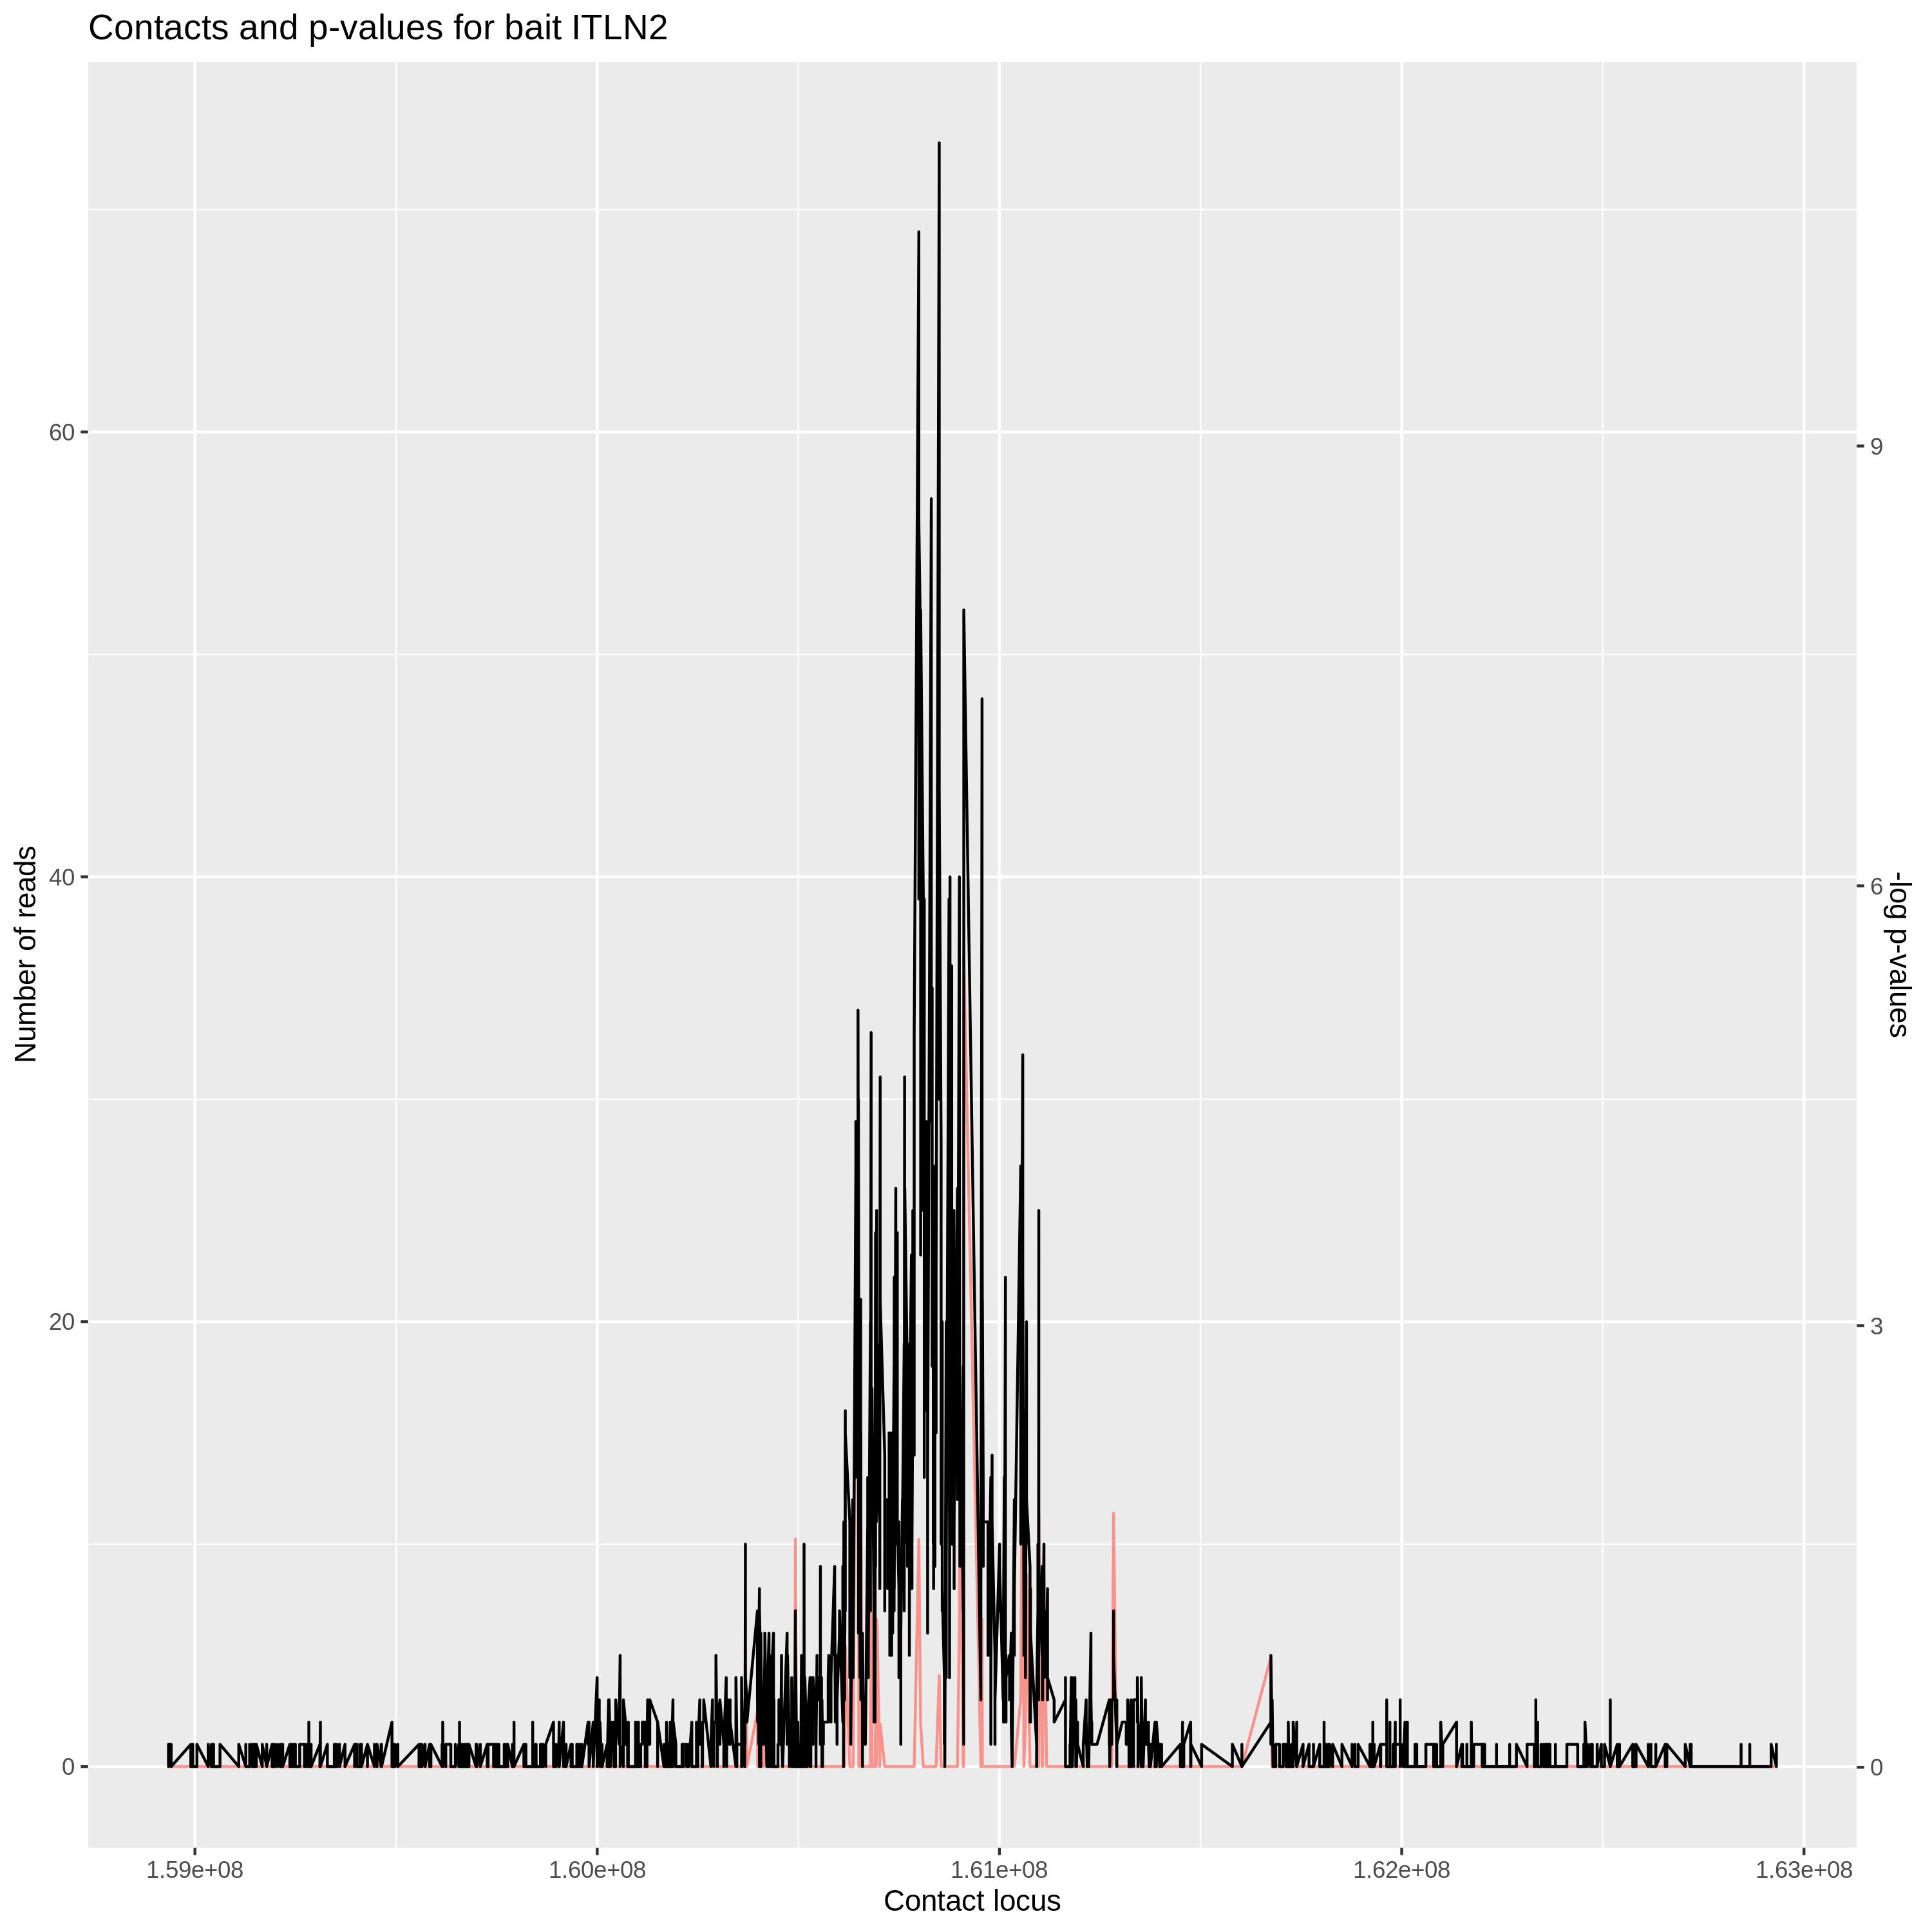 Contacts and p-values for bait ITLN2
Number of reads
60
40
20
0
9
6
3
0
-log p-values
1.59e+08
1.60e+08
1.61e+08
1.62e+08
1.63e+08
Contact locus